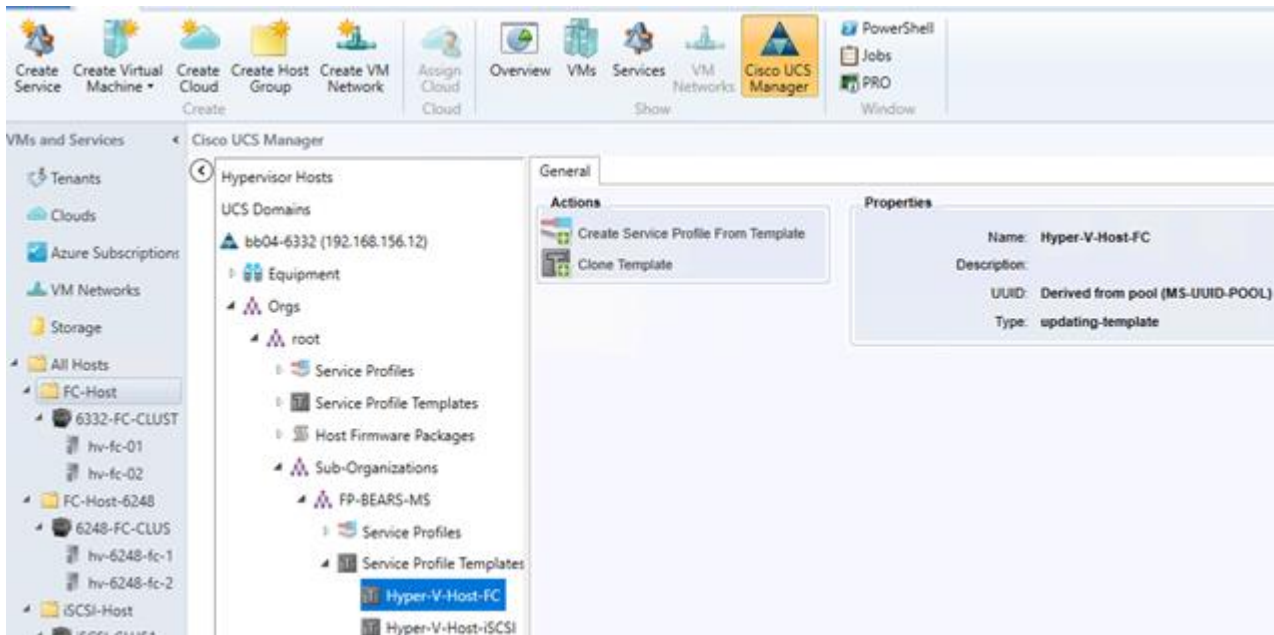 Create Service
Create Virtual Machine
Create Cloud
Create Host Group
Create VM Network
Create
Assign Cloud
Cloud
Overview
VMs
Services
VM Networks
Cisco UCS Manager
Show
PowerShell
Jobs
PRO
Window
VMs and Services
Tenants
Clouds
Azure Subscriptions
VM Networks
Storage
All Hosts
FC-Host
6332-FC-CLUST
hv-fc-01
hv-fc-02
FC-Host-6248
6248-FC-CLUS
hv-6248-fc-1
hv-6248-fc-2
iSCSI-Host
Cisco UCS Manager
Hypervisor Hosts
UCS Domains
bb04-6332 (192.168.156.12)
Equipment
Orgs
root
Service Profiles
Service Profile Templates
Host Firmware Packages
Sub-Organizations
FP-BEARS-MS
Service Profiles
Service Profile Templates
Hyper-V-Host-FC
Hyper-V-Host-iSCSI
General
Actions
Create Service Profile From Template
Clone Template
Properties
Name: Hyper-V-Host-FC
Description:
UUID: Derived from pool (MS-UUID-POOL)
Type: updating-template